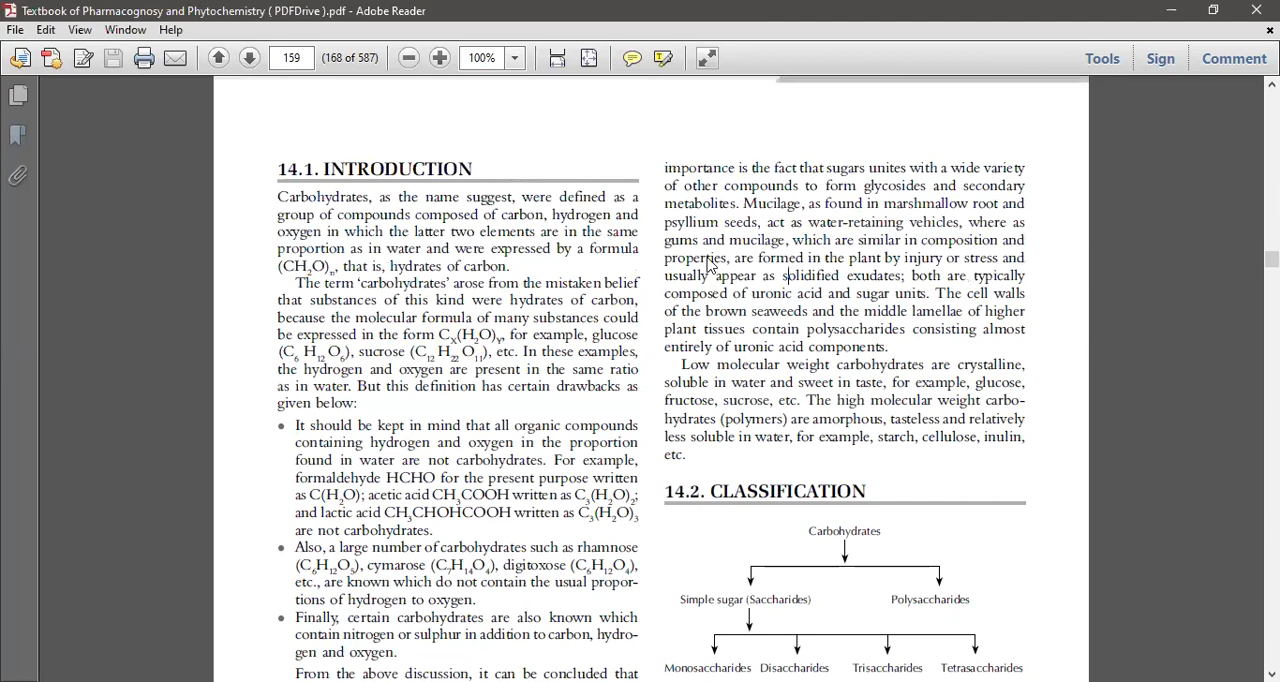 Textbook of Pharmacognosy and Phytochemistry ( PDFDrive ).pdf - Adobe Reader
File Edit View Window Help
159 (168 of 587) 100% Tools Sign Comment
14.1. INTRODUCTION
Carbohydrates, as the name suggest, were defined as a
group of compounds composed of carbon, hydrogen and
oxygen in which the latter two elements are in the same
proportion as in water and were expressed by a formula
(CH₂O)ₙ, that is, hydrates of carbon.
The term ‘carbohydrates’ arose from the mistaken belief
that substances of this kind were hydrates of carbon,
because the molecular formula of many substances could
be expressed in the form Cₓ(H₂O)ᵧ, for example, glucose
(C₆ H₁₂ O₆), sucrose (C₁₂ H₂₂ O₁₁), etc. In these examples,
the hydrogen and oxygen are present in the same ratio
as in water. But this definition has certain drawbacks as
given below:
• It should be kept in mind that all organic compounds
containing hydrogen and oxygen in the proportion
found in water are not carbohydrates. For example,
formaldehyde HCHO for the present purpose written
as C(H₂O); acetic acid CH₃COOH written as C₃(H₂O)₂;
and lactic acid CH₃CHOHCOOH written as C₃(H₂O)₃
are not carbohydrates.
• Also, a large number of carbohydrates such as rhamnose
(C₆H₁₂O₅), cymarose (C₇H₁₄O₄), digitoxose (C₆H₁₂O₄),
etc., are known which do not contain the usual propor-
tions of hydrogen to oxygen.
• Finally, certain carbohydrates are also known which
contain nitrogen or sulphur in addition to carbon, hydro-
gen and oxygen.
From the above discussion, it can be concluded that
importance is the fact that sugars unites with a wide variety
of other compounds to form glycosides and secondary
metabolites. Mucilage, as found in marshmallow root and
psyllium seeds, act as water-retaining vehicles, where as
gums and mucilage, which are similar in composition and
properties, are formed in the plant by injury or stress and
usually appear as solidified exudates; both are typically
composed of uronic acid and sugar units. The cell walls
of the brown seaweeds and the middle lamellae of higher
plant tissues contain polysaccharides consisting almost
entirely of uronic acid components.
Low molecular weight carbohydrates are crystalline,
soluble in water and sweet in taste, for example, glucose,
fructose, sucrose, etc. The high molecular weight carbo-
hydrates (polymers) are amorphous, tasteless and relatively
less soluble in water, for example, starch, cellulose, inulin,
etc.
14.2. CLASSIFICATION
Carbohydrates
Simple sugar (Saccharides) Polysaccharides
Monosaccharides Disaccharides Trisaccharides Tetrasaccharides